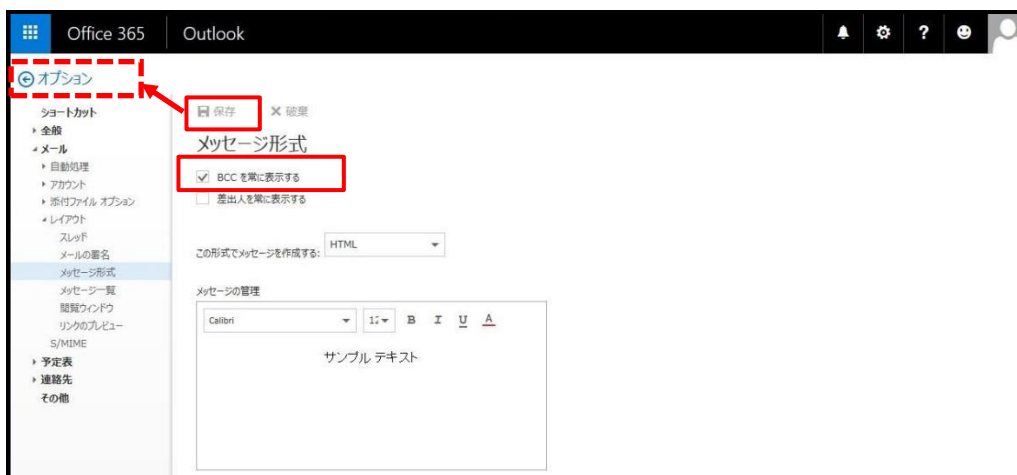 Office 365 Outlook ?
オプション
ショートカット
全般
メール
自動処理
アカウント
添付ファイル オプション
レイアウト
スレッド
メールの署名
メッセージ形式
メッセージ一覧
閲覧ウィンドウ
リンクのプレビュー
S/MIME
予定表
連絡先
その他
保存 破棄
メッセージ形式
BCC を常に表示する
差出人を常に表示する
この形式でメッセージを作成する: HTML
メッセージの管理
Calibri 12 B I U A
サンプル テキスト